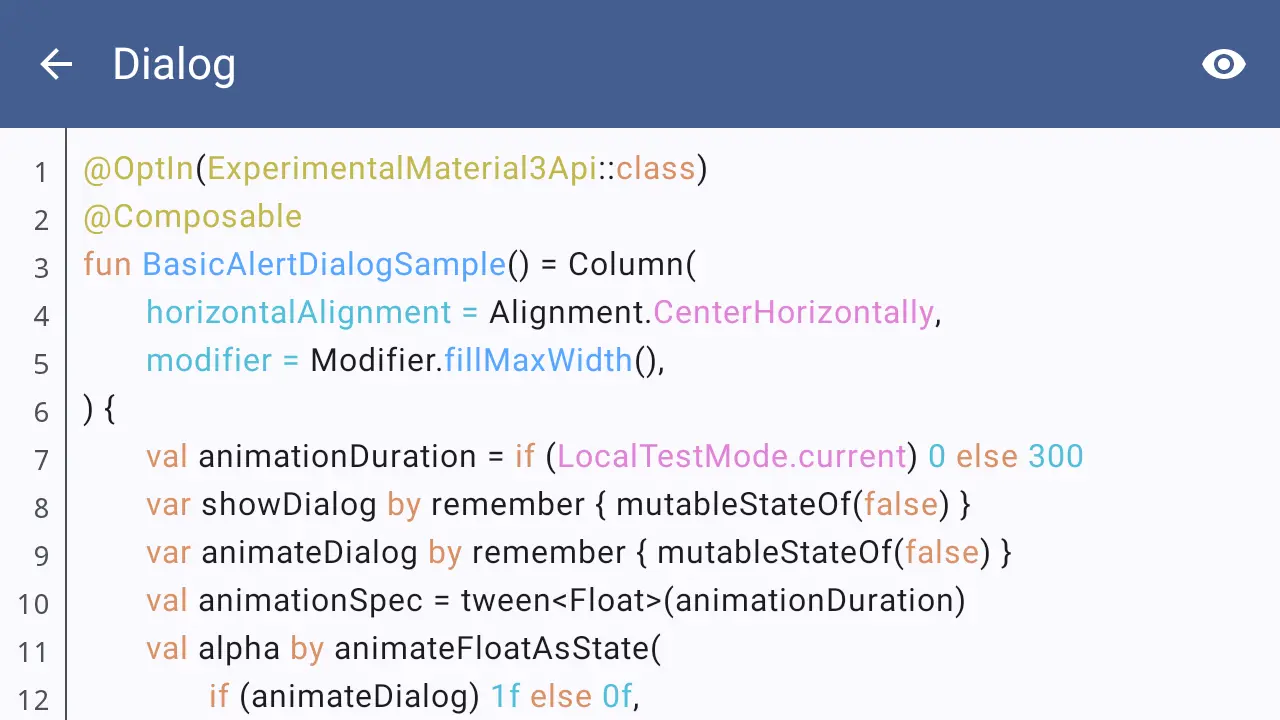 Dialog
1 @OptIn(ExperimentalMaterial3Api::class)
2 @Composable
3 fun BasicAlertDialogSample() = Column(
4 horizontalAlignment = Alignment.CenterHorizontally,
5 modifier = Modifier.fillMaxWidth(),
6 ) {
7 val animationDuration = if (LocalTestMode.current) 0 else 300
8 var showDialog by remember { mutableStateOf(false) }
9 var animateDialog by remember { mutableStateOf(false) }
10 val animationSpec = tween<Float>(animationDuration)
11 val alpha by animateFloatAsState(
12 if (animateDialog) 1f else 0f,